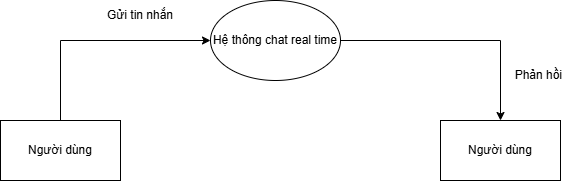 Gửi tin nhắn
Hệ thông chat real time
Phản hồi
Người dùng
Người dùng